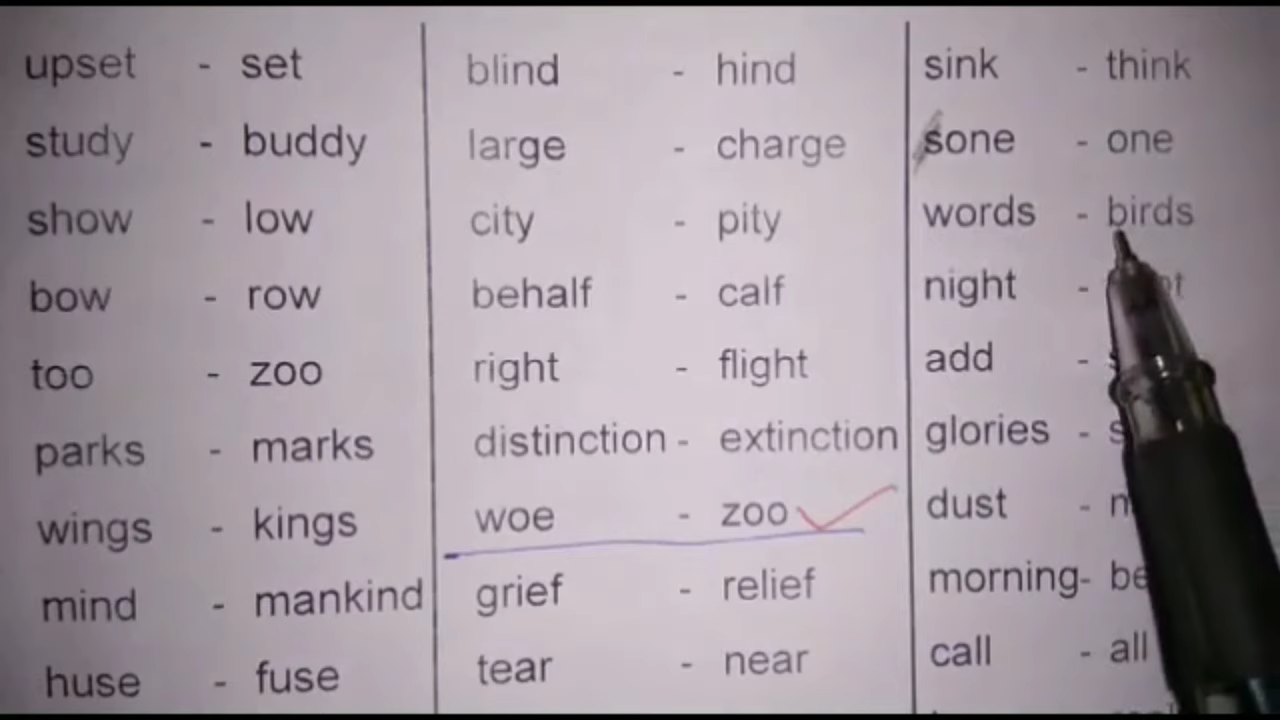 upset - set
study - buddy
show - low
bow - row
too - zoo
parks - marks
wings - kings
mind - mankind
huse - fuse
blind - hind
large - charge
city - pity
behalf - calf
right - flight
distinction - extinction
woe - zoo
grief - relief
tear - near
sink - think
sone - one
words - birds
night -
add -
glories -
dust -
morning -
call - all